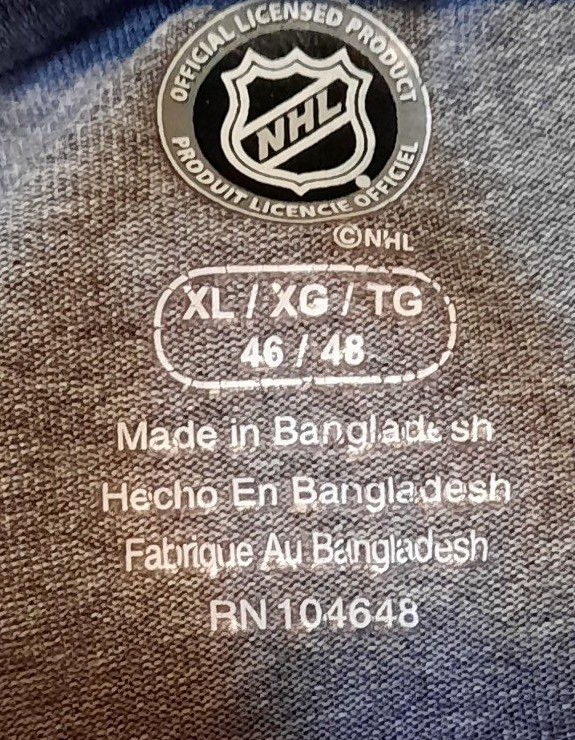 OFFICIAL LICENSED PRODUCT
NHL
PRODUIT LICENCIE OFFICIEL
©NHL
XL / XG / TG
46 / 48
Made in Bangladesh
Hecho En Bangladesh
Fabrique Au Bangladesh
RN 104648